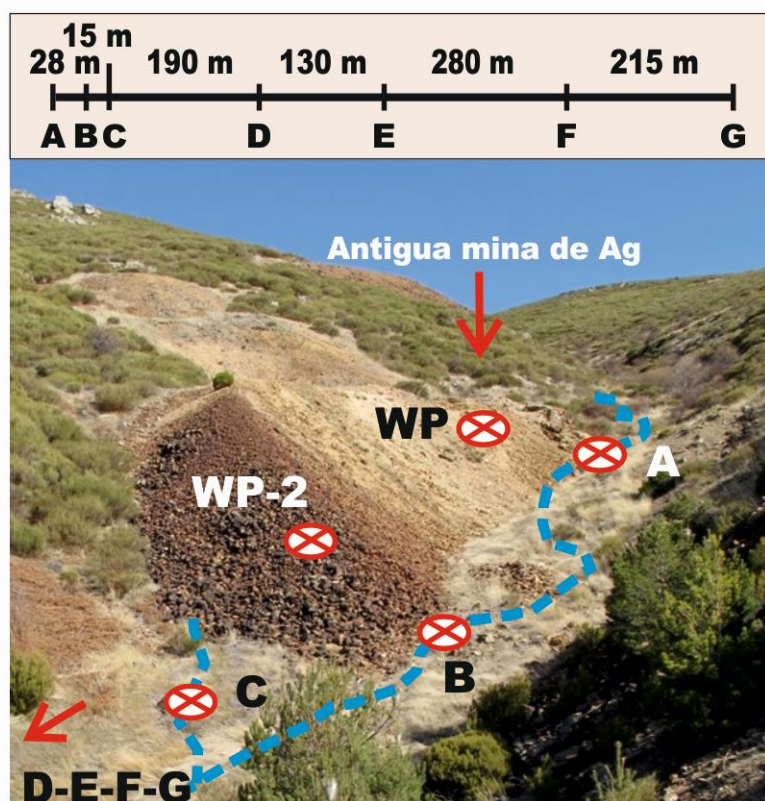 15 m
28 m 190 m 130 m 280 m 215 m
A B C D E F G
Antigua mina de Ag
WP
A
WP-2
B
C
D-E-F-G